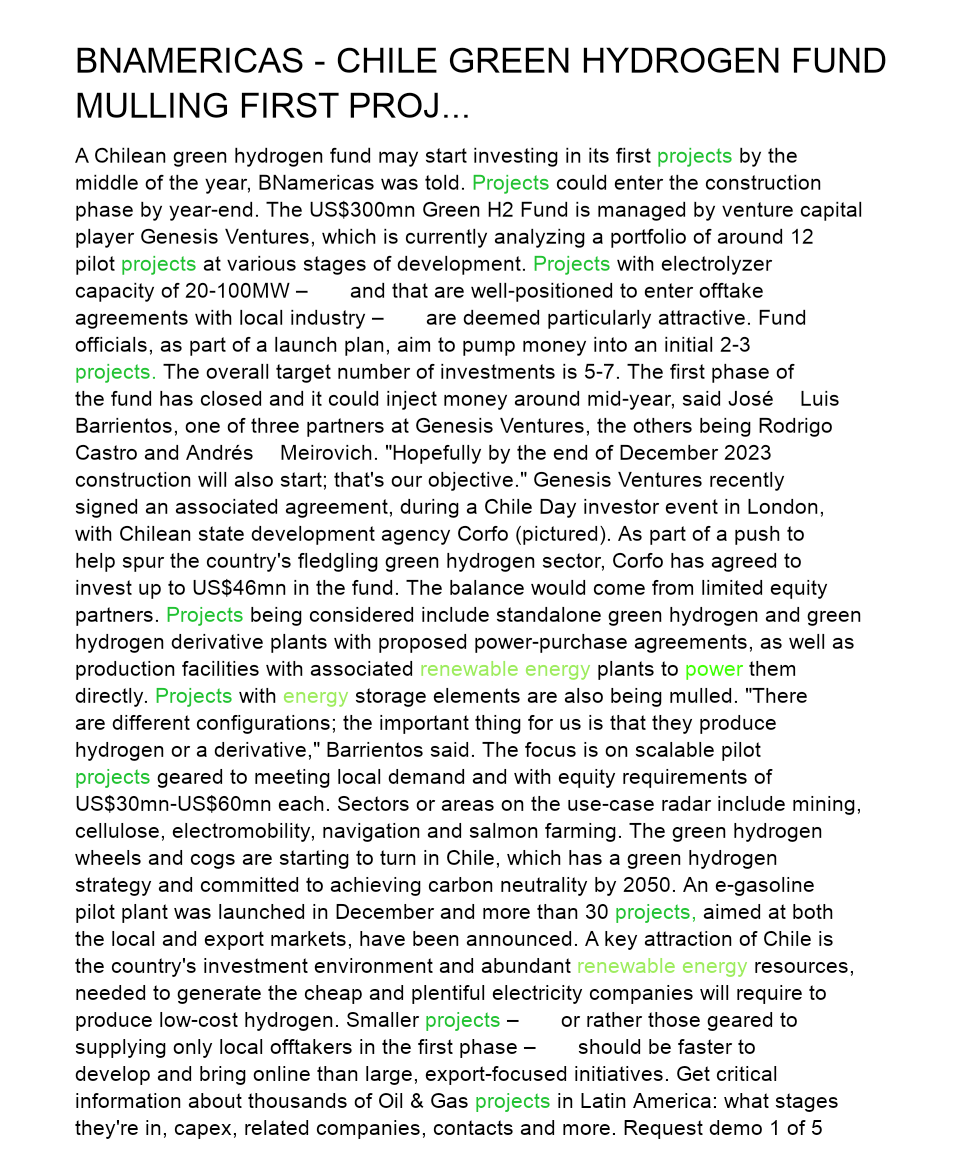 BNAMERICAS - CHILE GREEN HYDROGEN FUND
MULLING FIRST PROJ...
A Chilean green hydrogen fund may start investing in its first projects by the
middle of the year, BNamericas was told. Projects could enter the construction
phase by year-end. The US$300mn Green H2 Fund is managed by venture capital
player Genesis Ventures, which is currently analyzing a portfolio of around 12
pilot projects at various stages of development. Projects with electrolyzer
capacity of 20-100MW – and that are well-positioned to enter offtake
agreements with local industry – are deemed particularly attractive. Fund
officials, as part of a launch plan, aim to pump money into an initial 2-3
projects. The overall target number of investments is 5-7. The first phase of
the fund has closed and it could inject money around mid-year, said José Luis
Barrientos, one of three partners at Genesis Ventures, the others being Rodrigo
Castro and Andrés Meirovich. "Hopefully by the end of December 2023
construction will also start; that's our objective." Genesis Ventures recently
signed an associated agreement, during a Chile Day investor event in London,
with Chilean state development agency Corfo (pictured). As part of a push to
help spur the country's fledgling green hydrogen sector, Corfo has agreed to
invest up to US$46mn in the fund. The balance would come from limited equity
partners. Projects being considered include standalone green hydrogen and green
hydrogen derivative plants with proposed power-purchase agreements, as well as
production facilities with associated renewable energy plants to power them
directly. Projects with energy storage elements are also being mulled. "There
are different configurations; the important thing for us is that they produce
hydrogen or a derivative," Barrientos said. The focus is on scalable pilot
projects geared to meeting local demand and with equity requirements of
US$30mn-US$60mn each. Sectors or areas on the use-case radar include mining,
cellulose, electromobility, navigation and salmon farming. The green hydrogen
wheels and cogs are starting to turn in Chile, which has a green hydrogen
strategy and committed to achieving carbon neutrality by 2050. An e-gasoline
pilot plant was launched in December and more than 30 projects, aimed at both
the local and export markets, have been announced. A key attraction of Chile is
the country's investment environment and abundant renewable energy resources,
needed to generate the cheap and plentiful electricity companies will require to
produce low-cost hydrogen. Smaller projects – or rather those geared to
supplying only local offtakers in the first phase – should be faster to
develop and bring online than large, export-focused initiatives. Get critical
information about thousands of Oil & Gas projects in Latin America: what stages
they're in, capex, related companies, contacts and more. Request demo 1 of 5